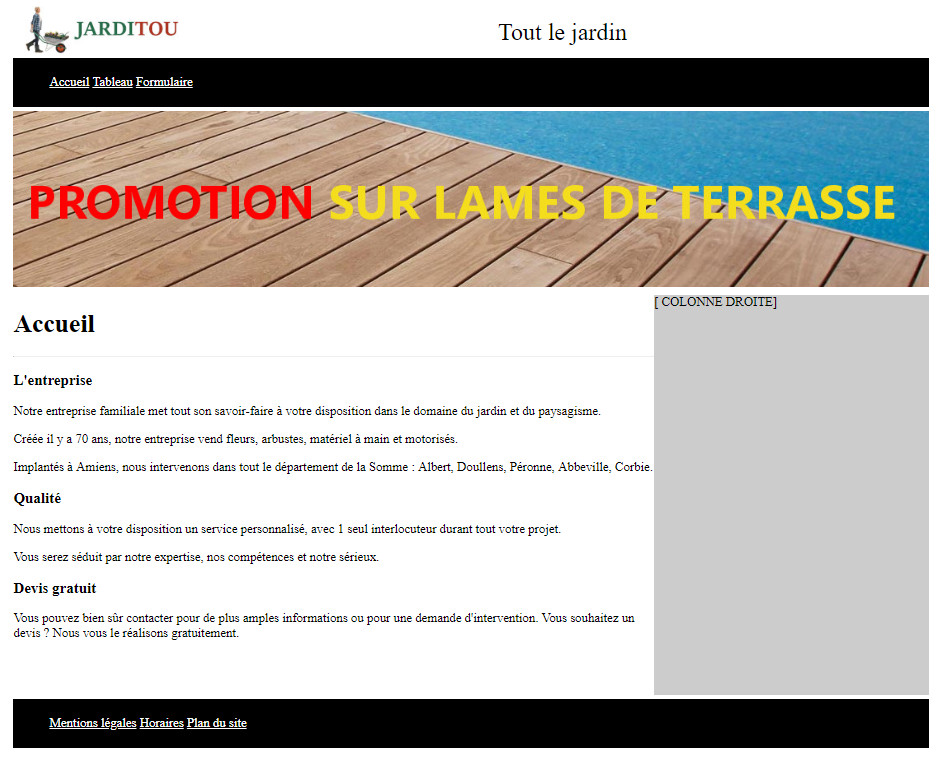 JARDITOU
Tout le jardin
Accueil Tableau Formulaire
PROMOTION SUR LAMES DE TERRASSE
[ COLONNE DROITE]
Accueil
L'entreprise
Notre entreprise familiale met tout son savoir-faire à votre disposition dans le domaine du jardin et du paysagisme.
Créée il y a 70 ans, notre entreprise vend fleurs, arbustes, matériel à main et motorisés.
Implantés à Amiens, nous intervenons dans tout le département de la Somme : Albert, Doullens, Péronne, Abbeville, Corbie.
Qualité
Nous mettons à votre disposition un service personnalisé, avec 1 seul interlocuteur durant tout votre projet.
Vous serez séduit par notre expertise, nos compétences et notre sérieux.
Devis gratuit
Vous pouvez bien sûr contacter pour de plus amples informations ou pour une demande d'intervention. Vous souhaitez un
devis ? Nous vous le réalisons gratuitement.
Mentions légales Horaires Plan du site